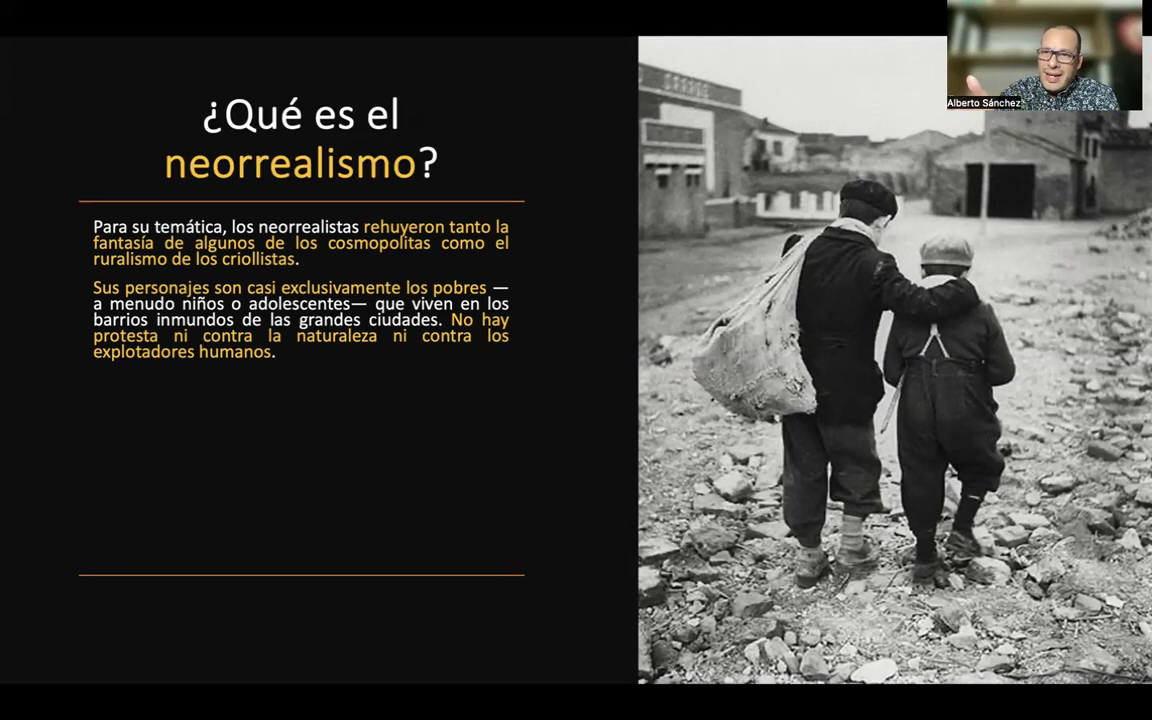 Alberto Sánchez
¿Qué es el
neorrealismo?
Para su temática, los neorrealistas rehuyeron tanto la
fantasía de algunos de los cosmopolitas como el
ruralismo de los criollistas.
Sus personajes son casi exclusivamente los pobres —
a menudo niños o adolescentes— que viven en los
barrios inmundos de las grandes ciudades. No hay
protesta ni contra la naturaleza ni contra los
explotadores humanos.